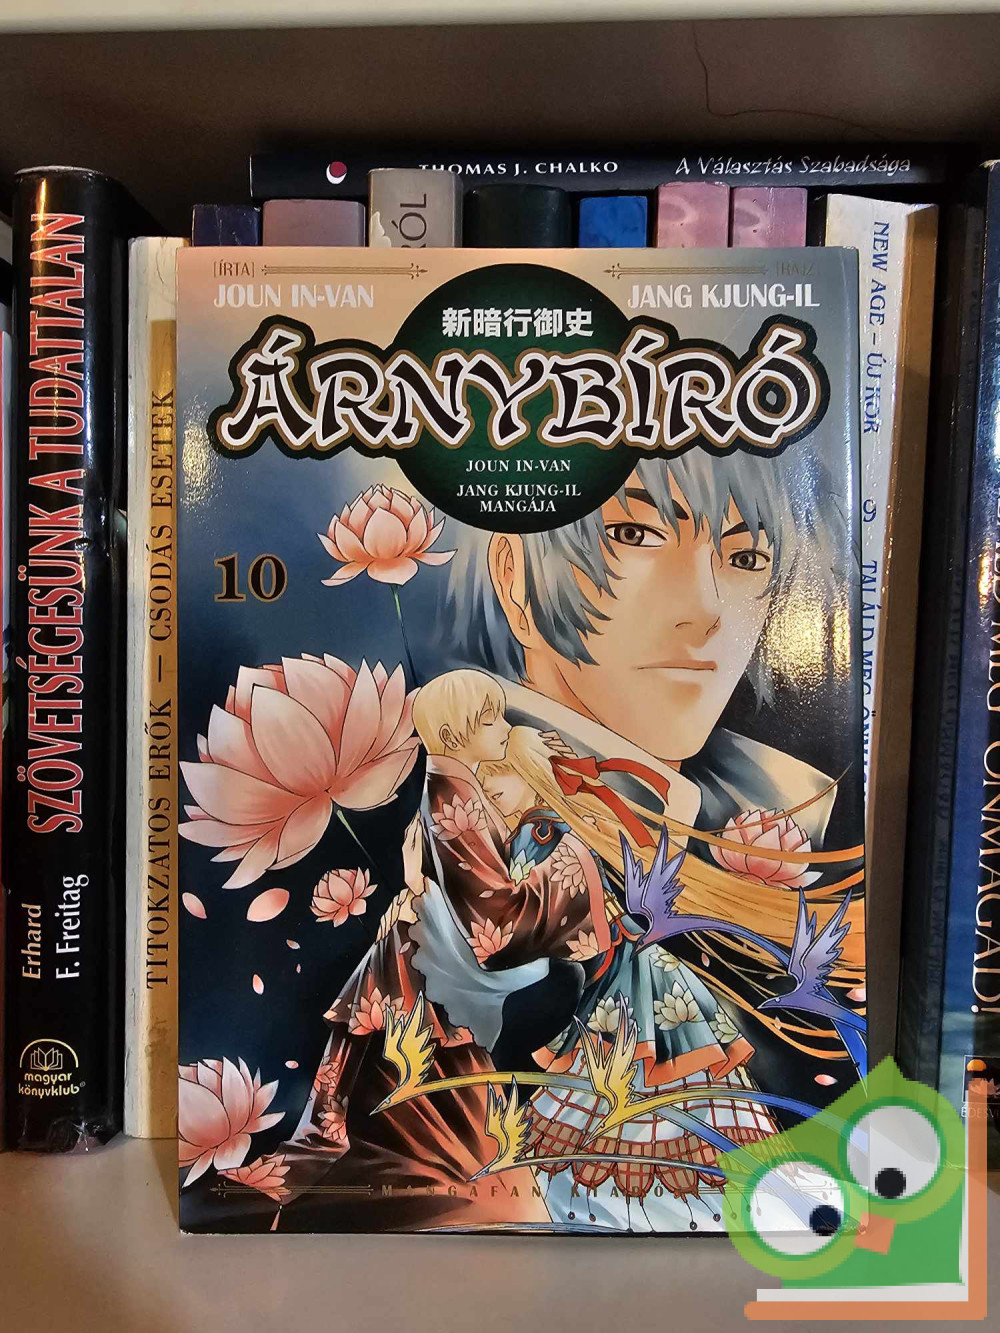 THOMAS J. CHALKO
A Választás Szabadsága
[ÍRTA]
JOUN IN-VAN
JANG KJUNG-IL
新暗行御史
ÁRNYBÍRÓ
JOUN IN-VAN
JANG KJUNG-IL
MANGÁJA
10
MANGAFAN KIADÓ
Erhard
F. Freitag
SZÖVETSÉGESÜNK A TUDATTALAN
magyar
könyvklub
TITOKZATOS ERŐK — CSODÁS ESETEK
NEW AGE – ÚJ KOR
TALÁLD MEG